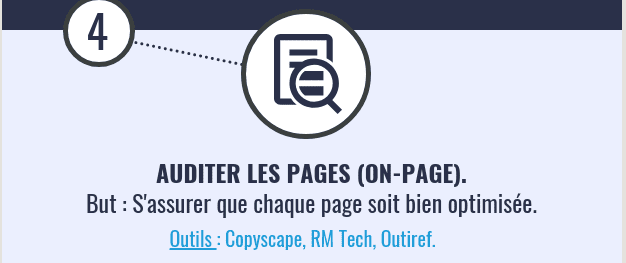 4
AUDITER LES PAGES (ON-PAGE).
But : S'assurer que chaque page soit bien optimisée.
Outils : Copyscape, RM Tech, Outiref.